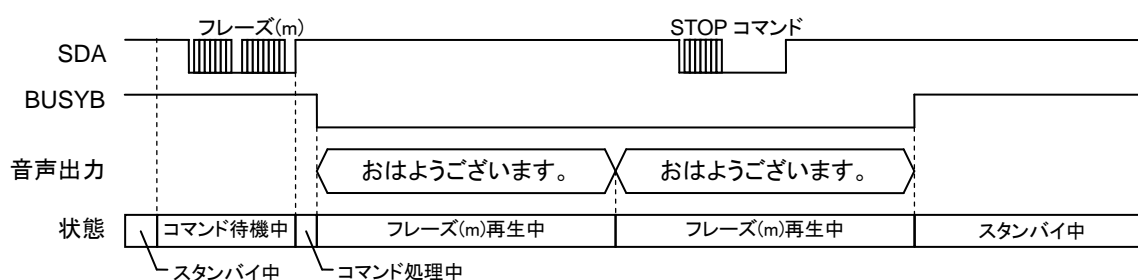 フレーズ(m)
STOP コマンド
SDA
BUSYB
音声出力
おはようございます。
おはようございます。
状態
コマンド待機中
フレーズ(m)再生中
フレーズ(m)再生中
スタンバイ中
スタンバイ中
コマンド処理中